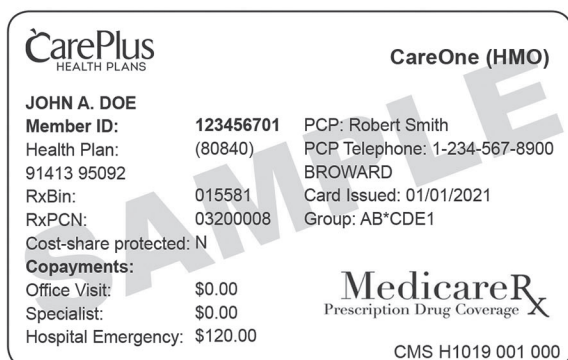 CarePlus
HEALTH PLANS
CareOne (HMO)
JOHN A. DOE
Member ID: 123456701
Health Plan: (80840)
91413 95092
RxBin: 015581
RxPCN: 03200008
Cost-share protected: N
Copayments:
Office Visit: $0.00
Specialist: $0.00
Hospital Emergency: $120.00
PCP: Robert Smith
PCP Telephone: 1-234-567-8900
BROWARD
Card Issued: 01/01/2021
Group: AB*CDE1
MedicareRx
Prescription Drug Coverage
CMS H1019 001 000
SAMPLE